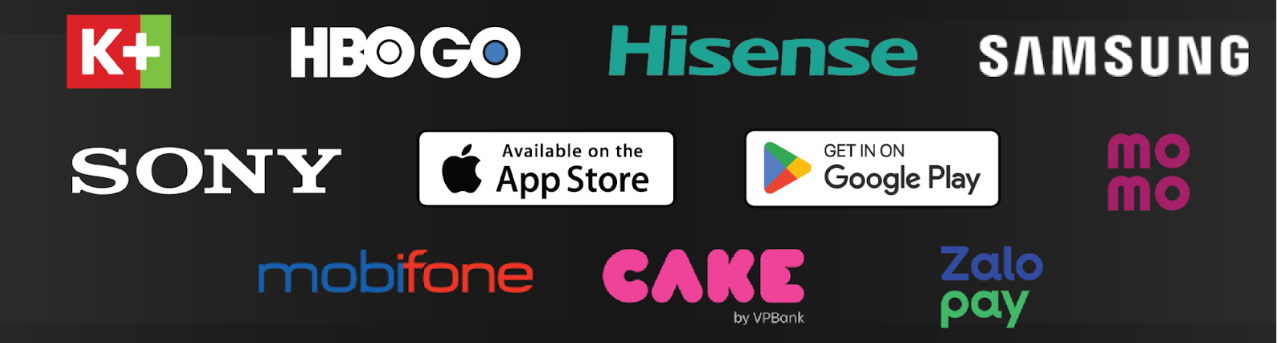 K+
HBO GO
Hisense
SAMSUNG
SONY
Available on the
App Store
GET IN ON
Google Play
mo
mo
mobifone
CAKE
by VPBank
Zalo
pay